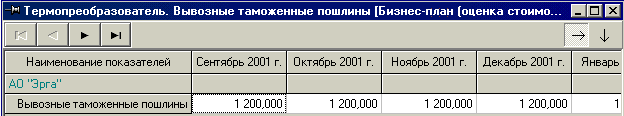 Термопреобразователь. Вывозные таможенные пошлины [Бизнес-план (оценка стоимо...
Наименование показателей Сентябрь 2001 г. Октябрь 2001 г. Ноябрь 2001 г. Декабрь 2001 г. Январь
АО "Эрга"
Вывозные таможенные пошлины 1 200,000 1 200,000 1 200,000 1 200,000 1